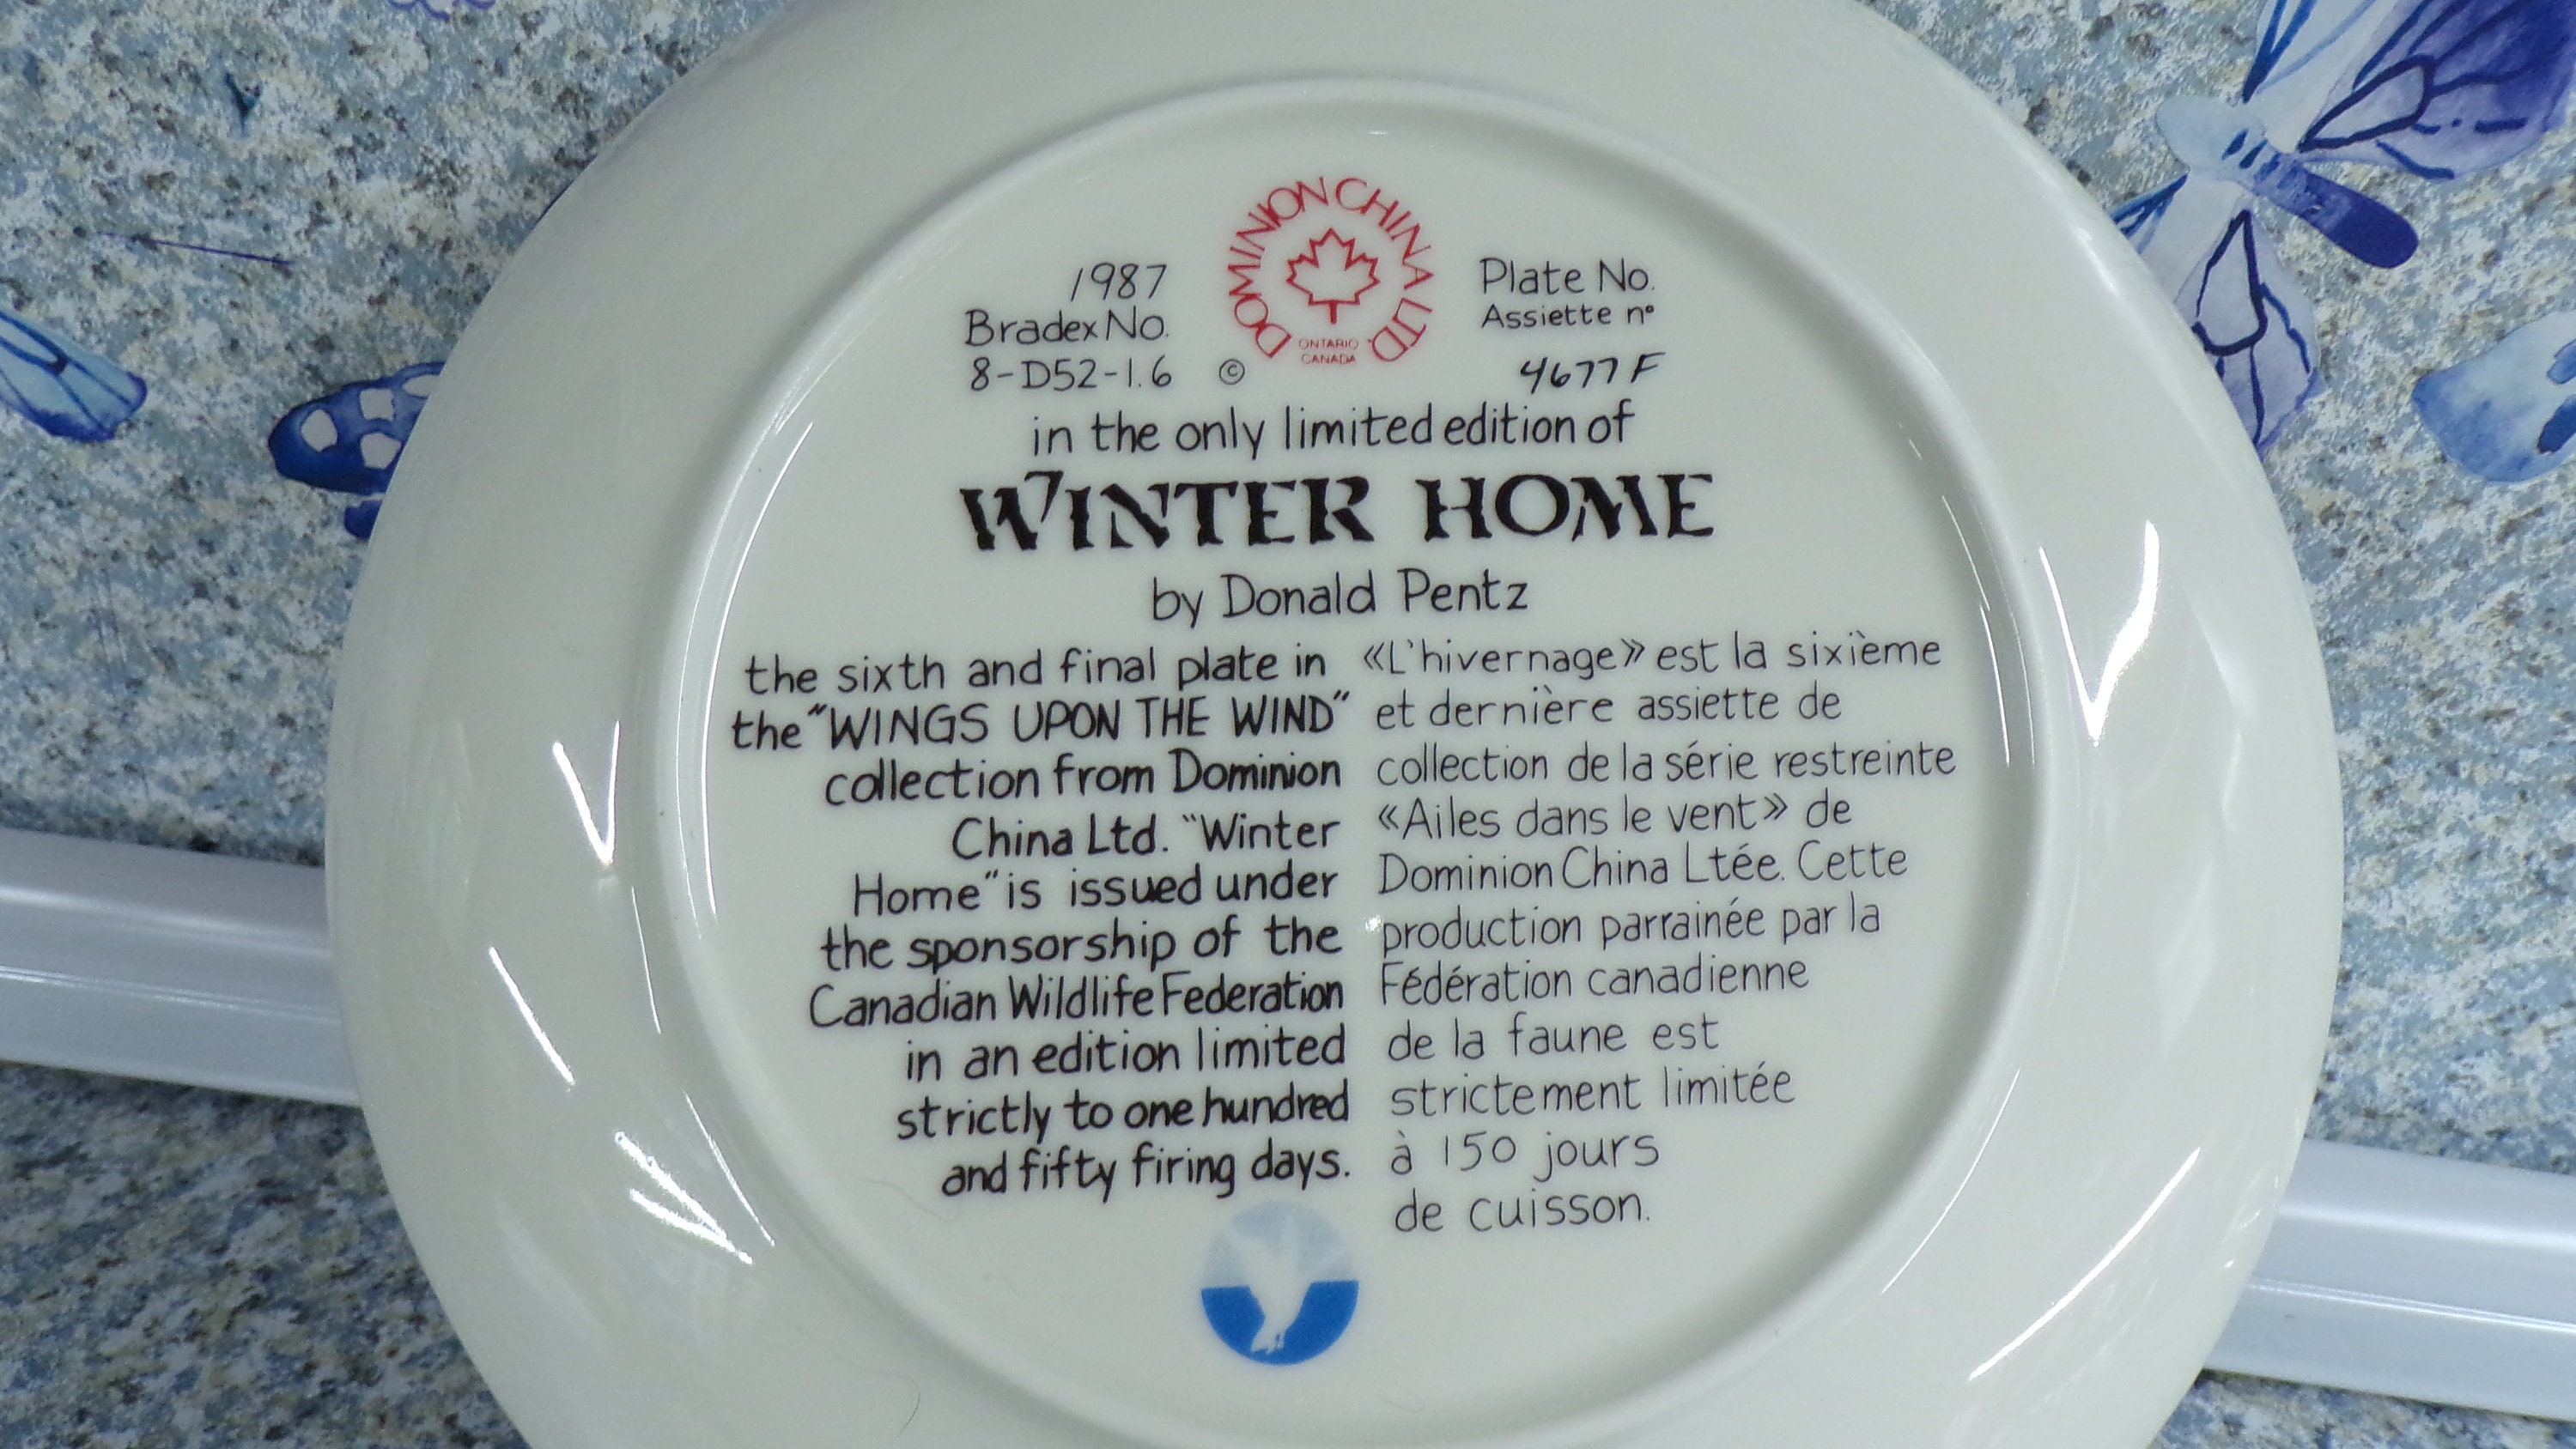 DOMINION CHINA LTD.
ONTARIO
CANADA
©
1987
Bradex No.
8-D52-1.6
Plate No.
Assiette nº
4677F
in the only limited edition of
WINTER HOME
by Donald Pentz
the sixth and final plate in
the "WINGS UPON THE WIND"
collection from Dominion
China Ltd. "Winter
Home" is issued under
the sponsorship of the
Canadian Wildlife Federation
in an edition limited
strictly to one hundred
and fifty firing days.
«L'hivernage» est la sixième
et dernière assiette de
collection de la série restreinte
«Ailes dans le vent» de
Dominion China Ltée. Cette
production parrainée par la
Fédération canadienne
de la faune est
strictement limitée
à 150 jours
de cuisson.